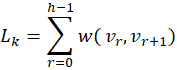 L_k = \sum_{r=0}^{h-1} w( v_r, v_{r+1})